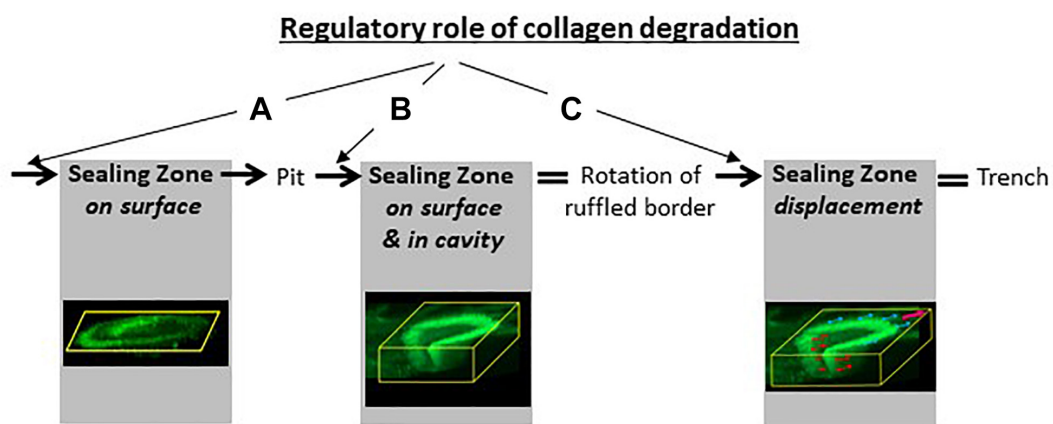 Regulatory role of collagen degradation
A
B
C
Sealing Zone
on surface
Pit
Sealing Zone
on surface
& in cavity
Rotation of
ruffled border
Sealing Zone
displacement
Trench